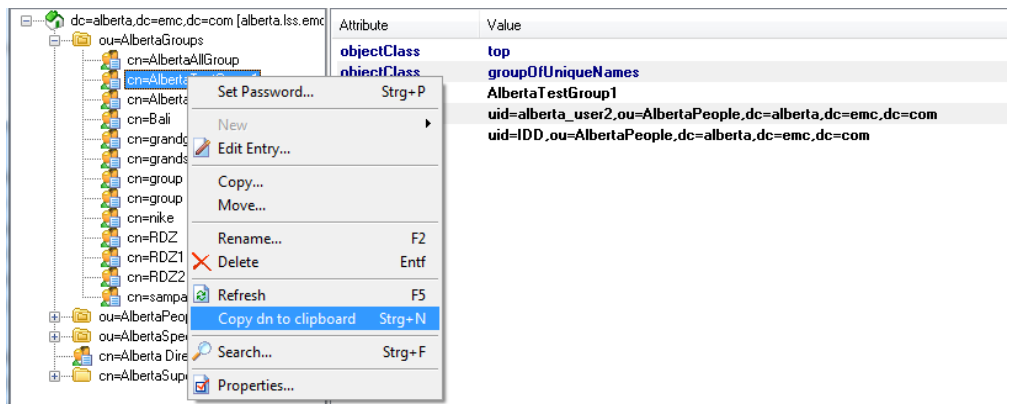 dc=alberta,dc=emc,dc=com [alberta.lss.emc
ou=AlbertaGroups
cn=AlbertaAllGroup
cn=AlbertaTestGroup1
cn=Alberta
cn=Bali
cn=grandg
cn=grands
cn=group
cn=group
cn=nike
cn=RDZ
cn=RDZ1
cn=RDZ2
cn=sampa
ou=AlbertaPeop
ou=AlbertaSpec
cn=Alberta Dire
cn=AlbertaSupe
Set Password... Strg+P
New
Edit Entry...
Copy...
Move...
Rename... F2
Delete Entf
Refresh F5
Copy dn to clipboard Strg+N
Search... Strg+F
Properties...
Attribute Value
objectClass top
objectClass groupOfUniqueNames
AlbertaTestGroup1
uid=alberta_user2,ou=AlbertaPeople,dc=alberta,dc=emc,dc=com
uid=IDD,ou=AlbertaPeople,dc=alberta,dc=emc,dc=com